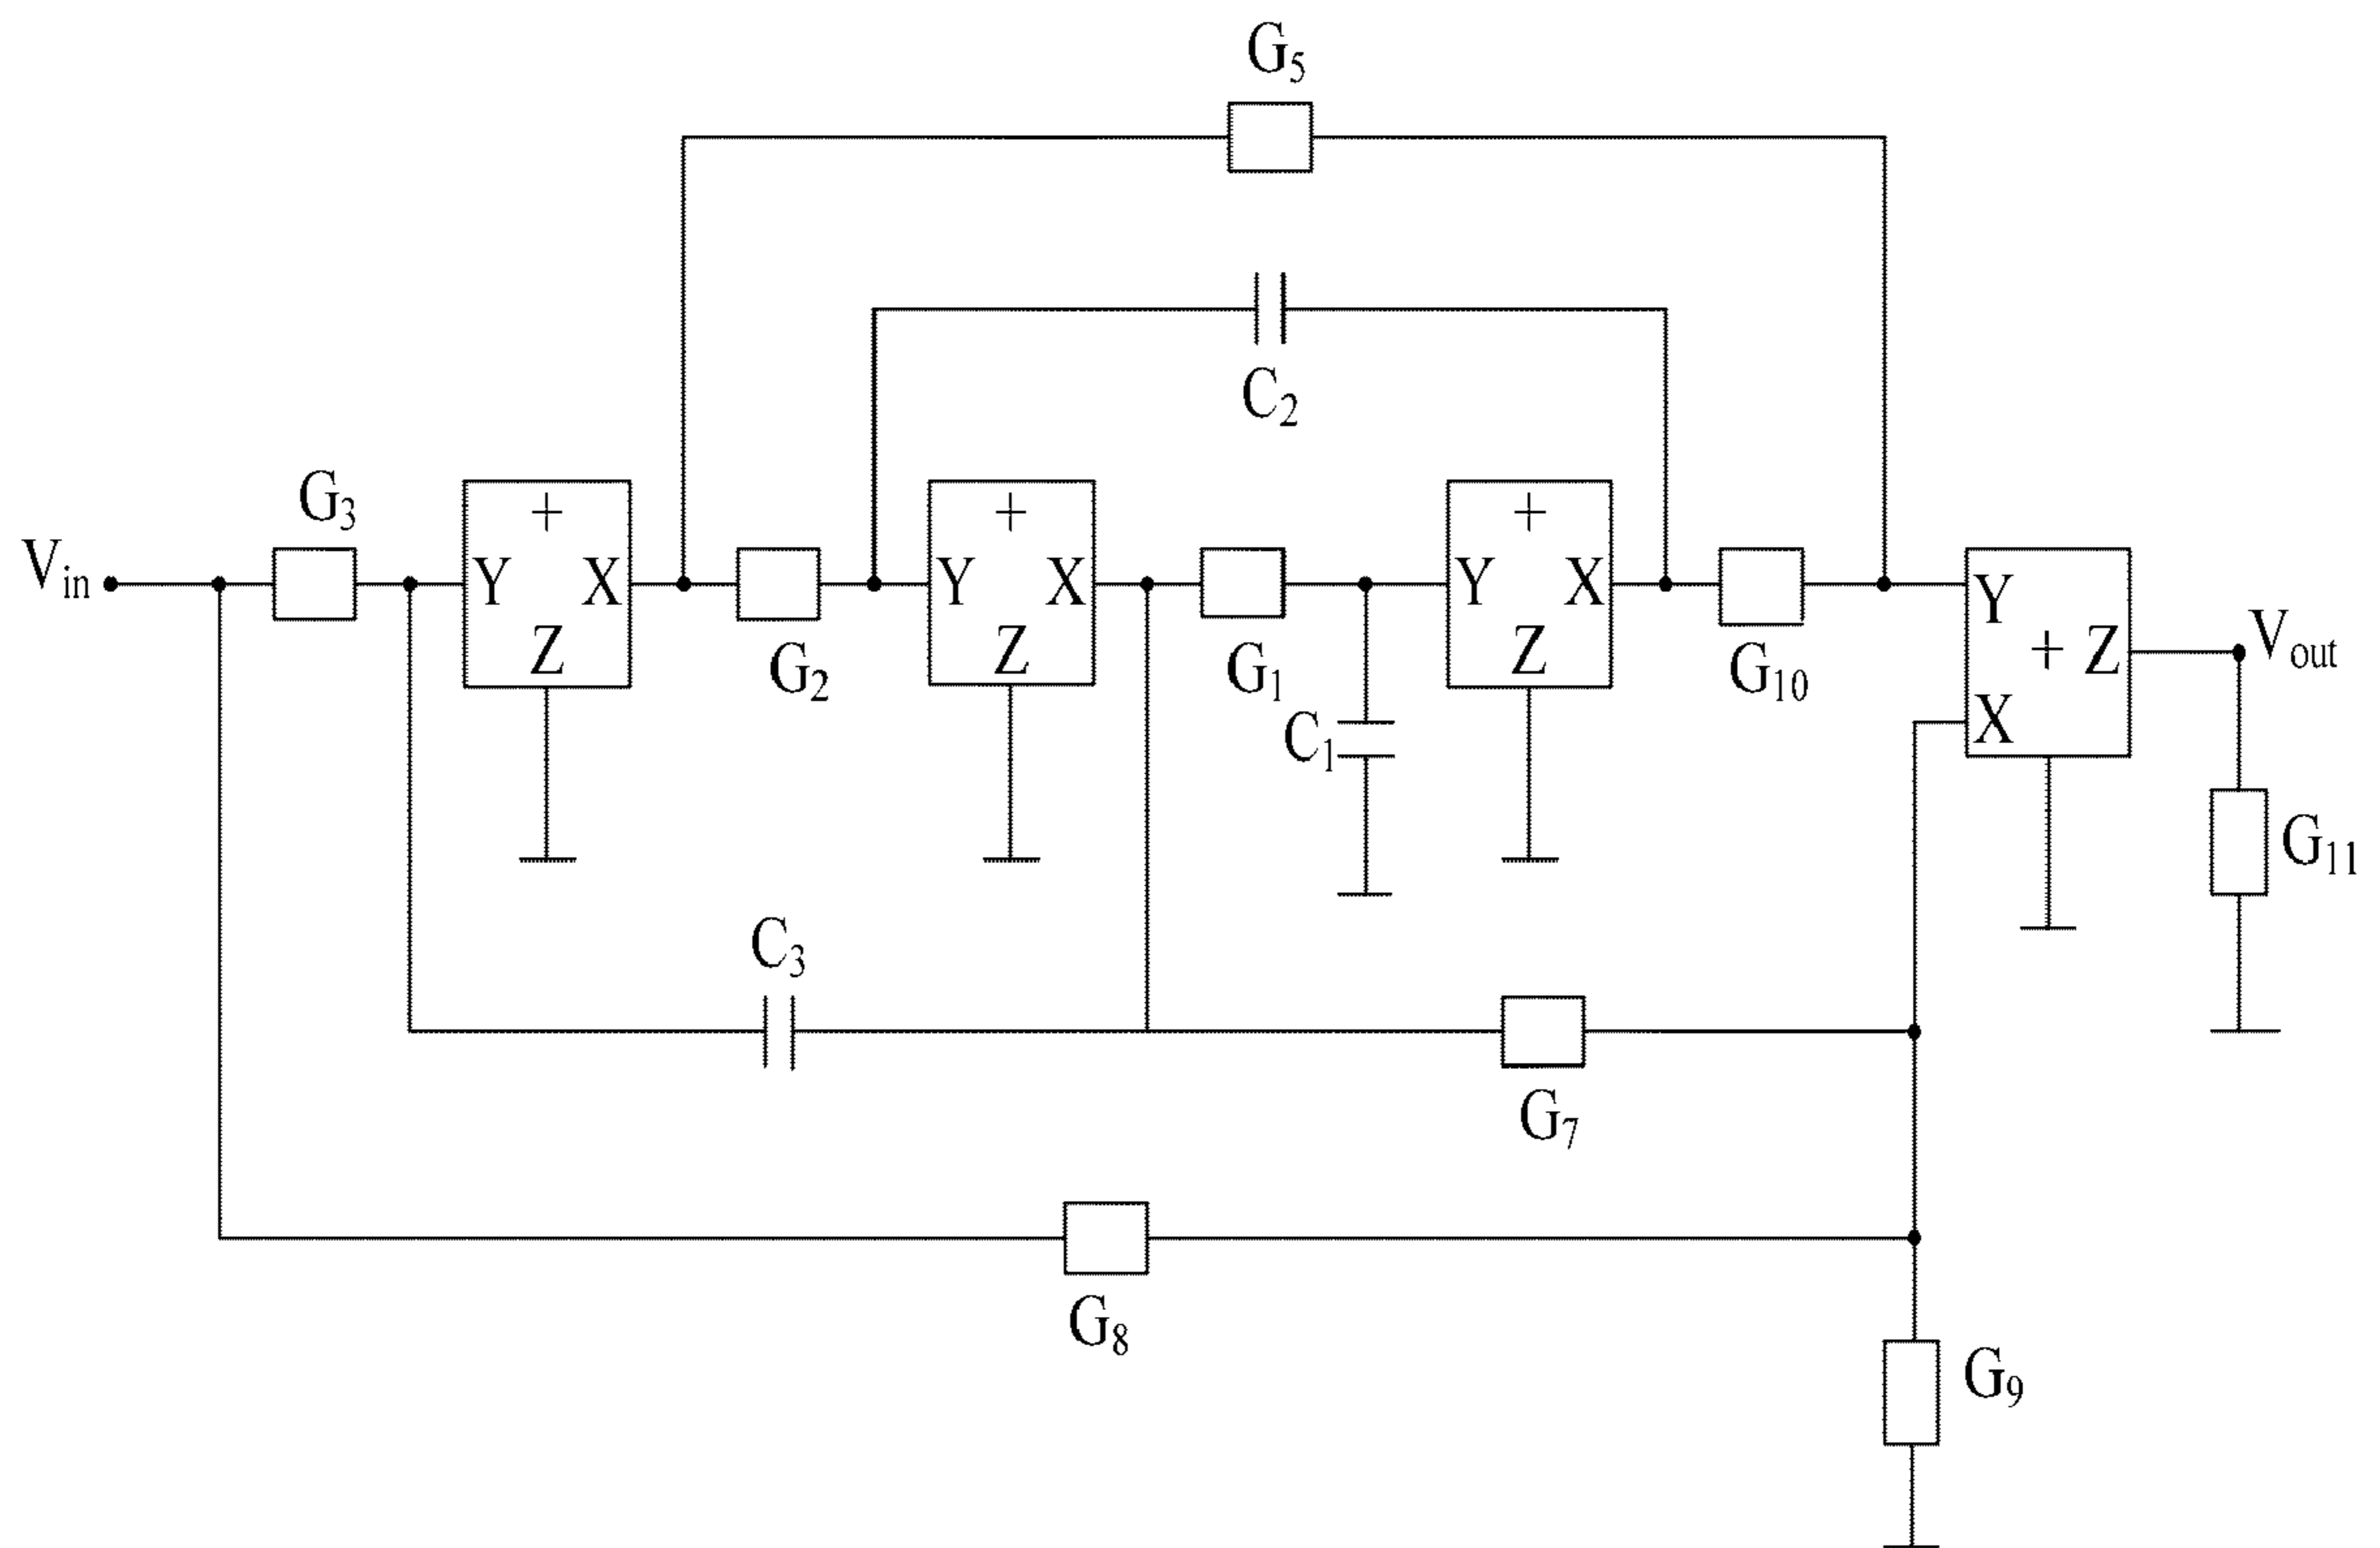 G5
C2
G3
Vin
+
Y X
Z
G2
+
Y X
Z
G1
C1
+
Y X
Z
G10
Y
+ Z
X
Vout
G11
C3
G7
G8
G9